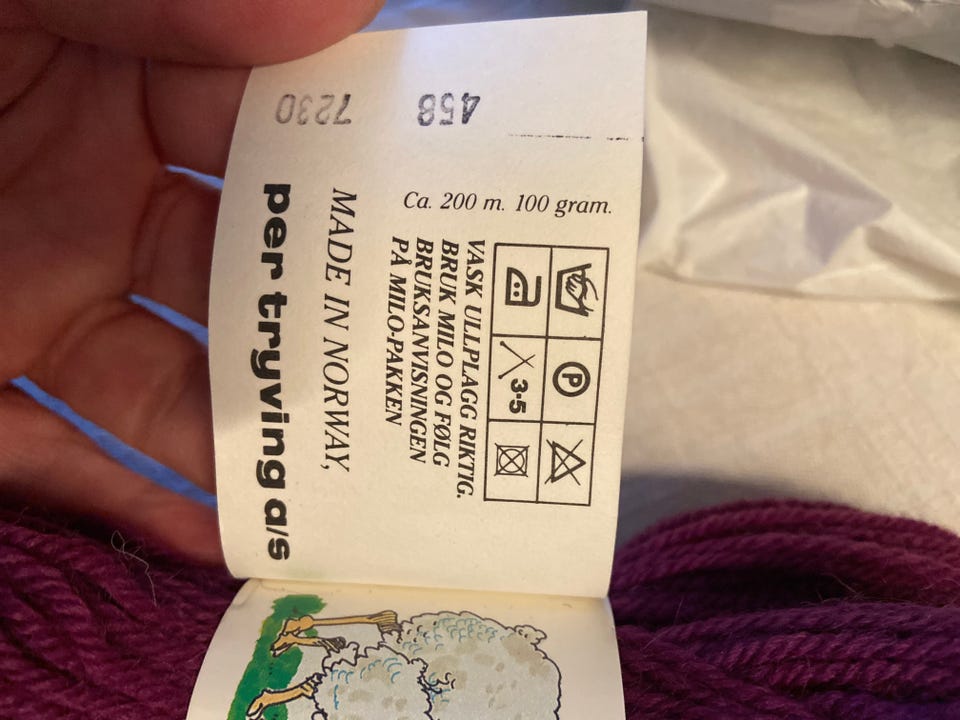 458
7230
Ca. 200 m. 100 gram.
P
3-5
VASK ULLPLAGG RIKTIG.
BRUK MILO OG FØLG
BRUKSANVISNINGEN
PÅ MILO-PAKKEN
MADE IN NORWAY,
per tryving a/s